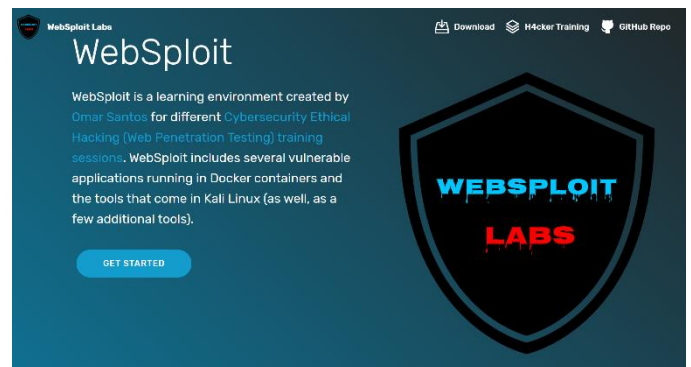 WebSploit Labs
Download
H4cker Training
GitHub Repo
WebSploit
WebSploit is a learning environment created by
Omar Santos for different Cybersecurity Ethical
Hacking (Web Penetration Testing) training
sessions. WebSploit includes several vulnerable
applications running in Docker containers and
the tools that come in Kali Linux (as well, as a
few additional tools).
GET STARTED
WEBSPLOIT
LABS